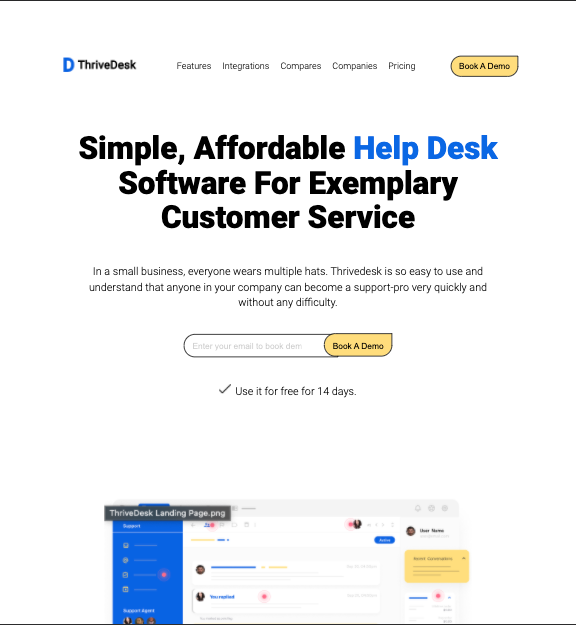 ThriveDesk
Features Integrations Compares Companies Pricing
Book A Demo
Simple, Affordable Help Desk
Software For Exemplary
Customer Service
In a small business, everyone wears multiple hats. Thrivedesk is so easy to use and
understand that anyone in your company can become a support-pro very quickly and
without any difficulty.
Enter your email to book dem
Book A Demo
Use it for free for 14 days.
ThriveDesk Landing Page.png
Support
User Name
Active
You replied
Support Agent